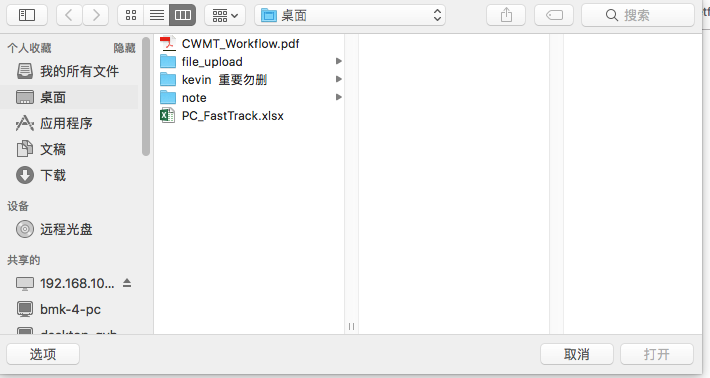 桌面
搜索
个人收藏 隐藏
我的所有文件
桌面
应用程序
文稿
下载
设备
远程光盘
共享的
192.168.10...
bmk-4-pc
CWMT_Workflow.pdf
file_upload
kevin 重要勿删
note
PC_FastTrack.xlsx
选项
取消
打开